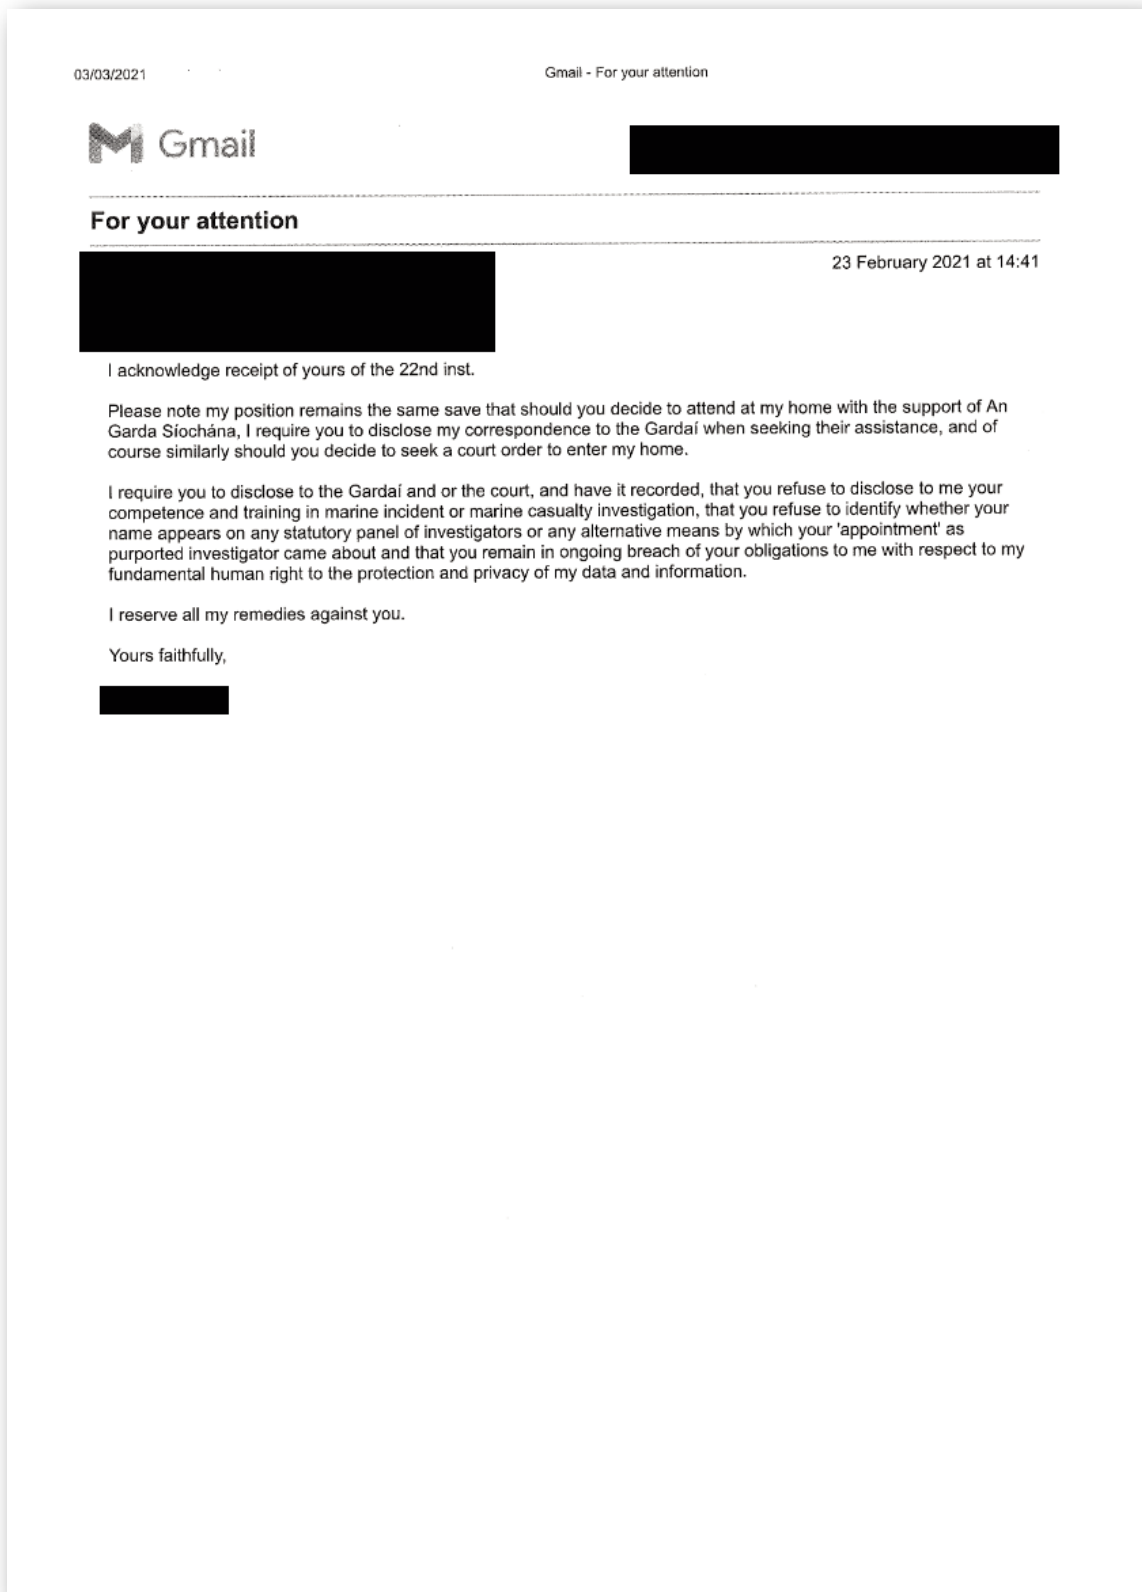 03/03/2021 Gmail - For your attention
Gmail
For your attention
23 February 2021 at 14:41
I acknowledge receipt of yours of the 22nd inst.
Please note my position remains the same save that should you decide to attend at my home with the support of An
Garda Síochána, I require you to disclose my correspondence to the Gardaí when seeking their assistance, and of
course similarly should you decide to seek a court order to enter my home.
I require you to disclose to the Gardaí and or the court, and have it recorded, that you refuse to disclose to me your
competence and training in marine incident or marine casualty investigation, that you refuse to identify whether your
name appears on any statutory panel of investigators or any alternative means by which your 'appointment' as
purported investigator came about and that you remain in ongoing breach of your obligations to me with respect to my
fundamental human right to the protection and privacy of my data and information.
I reserve all my remedies against you.
Yours faithfully,